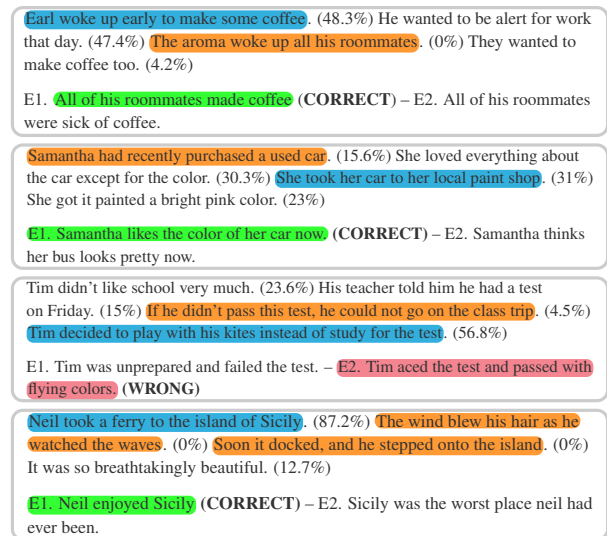 Earl woke up early to make some coffee. (48.3%) He wanted to be alert for work
that day. (47.4%) The aroma woke up all his roommates. (0%) They wanted to
make coffee too. (4.2%)
E1. All of his roommates made coffee (CORRECT) – E2. All of his roommates
were sick of coffee.
Samantha had recently purchased a used car. (15.6%) She loved everything about
the car except for the color. (30.3%) She took her car to her local paint shop. (31%)
She got it painted a bright pink color. (23%)
E1. Samantha likes the color of her car now. (CORRECT) – E2. Samantha thinks
her bus looks pretty now.
Tim didn't like school very much. (23.6%) His teacher told him he had a test
on Friday. (15%) If he didn't pass this test, he could not go on the class trip. (4.5%)
Tim decided to play with his kites instead of study for the test. (56.8%)
E1. Tim was unprepared and failed the test. – E2. Tim aced the test and passed with
flying colors. (WRONG)
Neil took a ferry to the island of Sicily. (87.2%) The wind blew his hair as he
watched the waves. (0%) Soon it docked, and he stepped onto the island. (0%)
It was so breathtakingly beautiful. (12.7%)
E1. Neil enjoyed Sicily (CORRECT) – E2. Sicily was the worst place neil had
ever been.